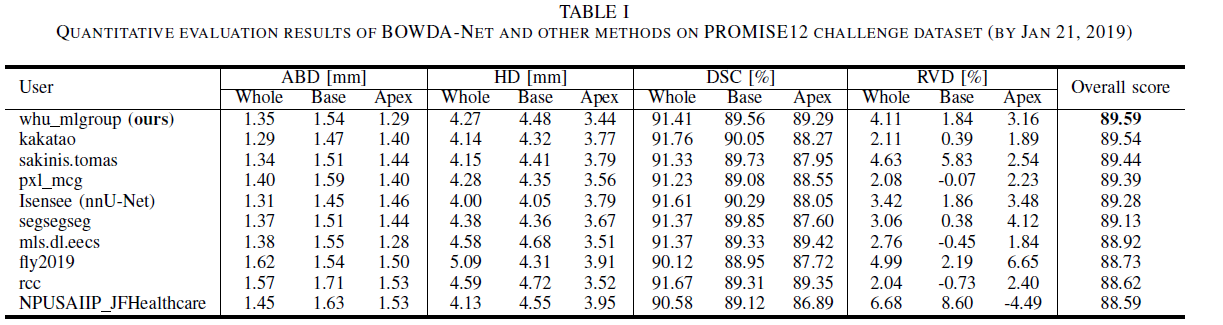 TABLE I
QUANTITATIVE EVALUATION RESULTS OF BOWDA-NET AND OTHER METHODS ON PROMISE12 CHALLENGE DATASET (BY JAN 21, 2019)
User ABD [mm] HD [mm] DSC [%] RVD [%] Overall score
Whole Base Apex Whole Base Apex Whole Base Apex Whole Base Apex
whu_mlgroup (ours) 1.35 1.54 1.29 4.27 4.48 3.44 91.41 89.56 89.29 4.11 1.84 3.16 89.59
kakatao 1.29 1.47 1.40 4.14 4.32 3.77 91.76 90.05 88.27 2.11 0.39 1.89 89.54
sakinis.tomas 1.34 1.51 1.44 4.15 4.41 3.79 91.33 89.73 87.95 4.63 5.83 2.54 89.44
pxl_mcg 1.40 1.59 1.40 4.28 4.35 3.56 91.23 89.08 88.55 2.08 -0.07 2.23 89.39
Isensee (nnU-Net) 1.31 1.45 1.46 4.00 4.05 3.79 91.61 90.29 88.05 3.42 1.86 3.48 89.28
segsegseg 1.37 1.51 1.44 4.38 4.36 3.67 91.37 89.85 87.60 3.06 0.38 4.12 89.13
mls.dl.eecs 1.38 1.55 1.28 4.58 4.68 3.51 91.37 89.33 89.42 2.76 -0.45 1.84 88.92
fly2019 1.62 1.54 1.50 5.09 4.31 3.91 90.12 88.95 87.72 4.99 2.19 6.65 88.73
rcc 1.57 1.71 1.53 4.59 4.72 3.52 91.67 89.31 89.35 2.04 -0.73 2.40 88.62
NPUSAIIP_JFHealthcare 1.45 1.63 1.53 4.13 4.55 3.95 90.58 89.12 86.89 6.68 8.60 -4.49 88.59